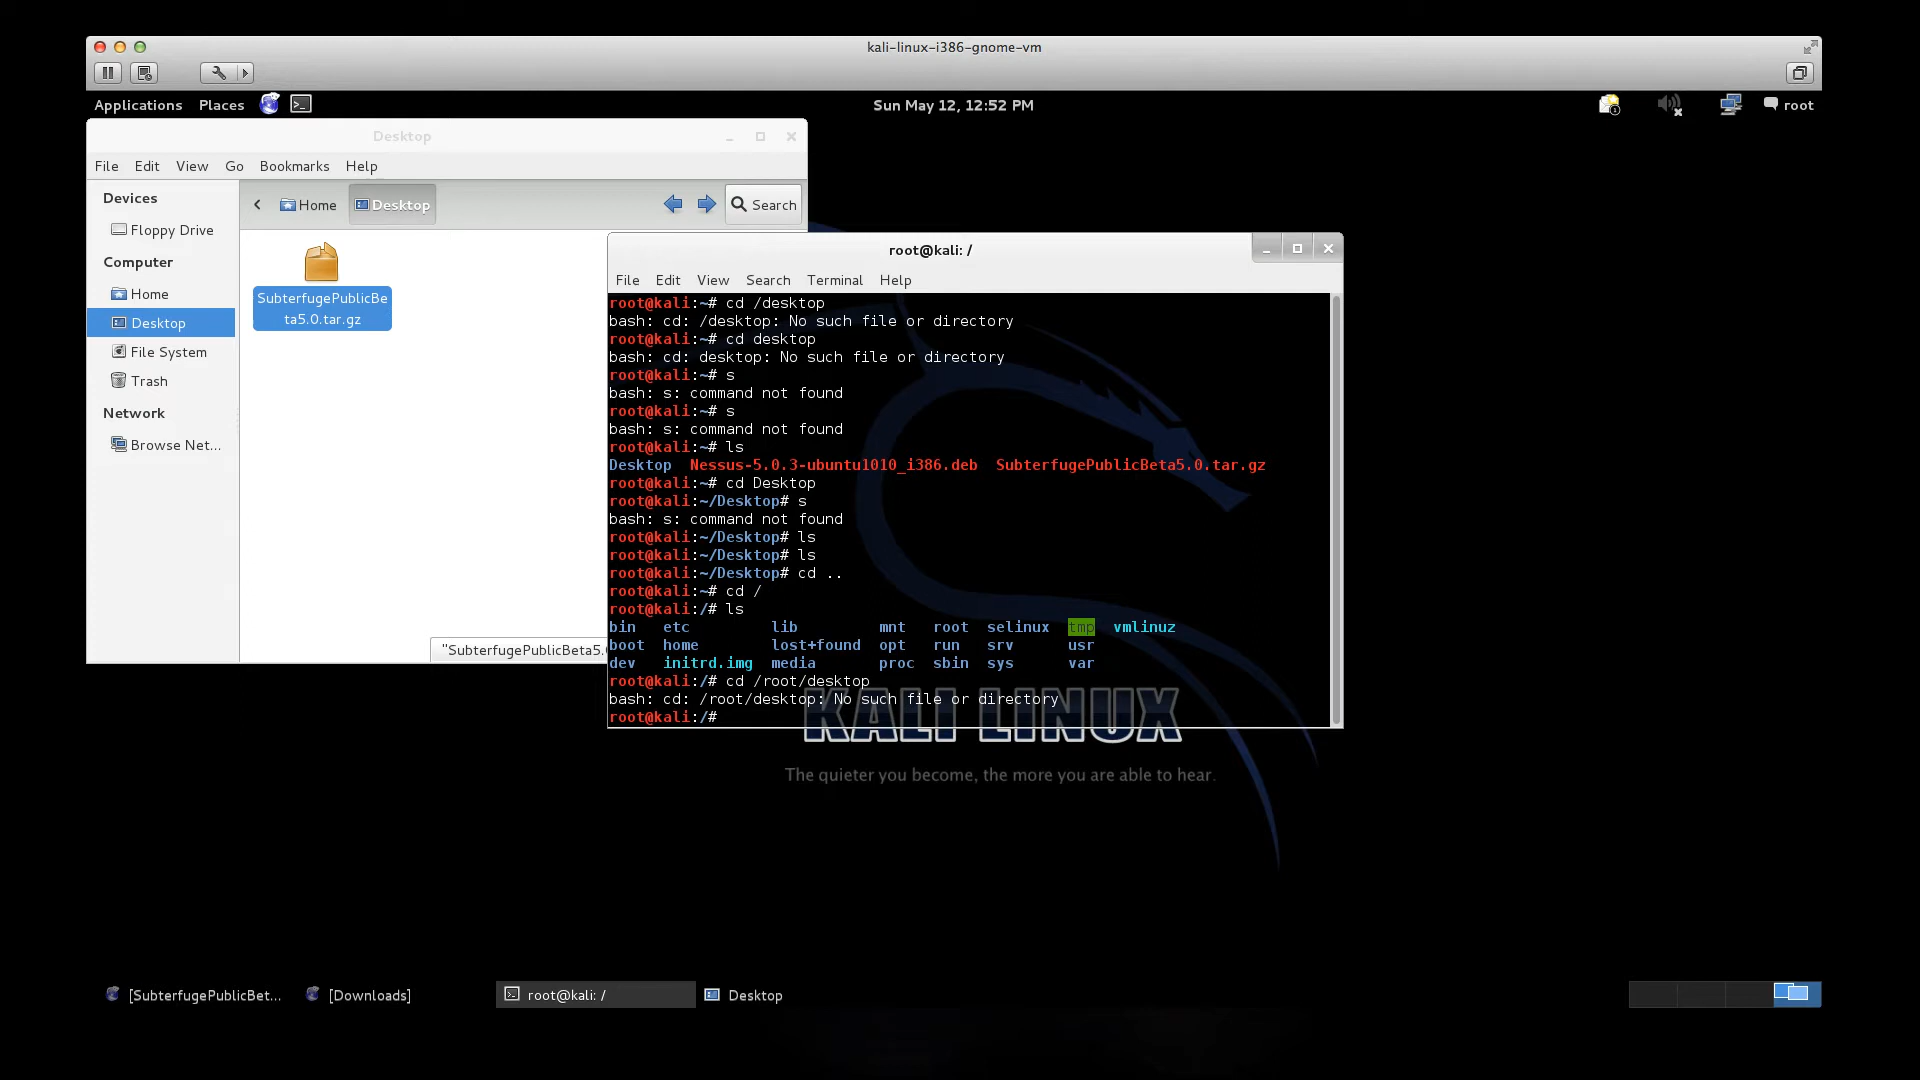 kali-linux-i386-gnome-vm
Applications Places Sun May 12, 12:52 PM root
Desktop
File Edit View Go Bookmarks Help
Devices
Floppy Drive
Computer
Home
Desktop
File System
Trash
Network
Browse Net...
Home Desktop Search
SubterfugePublicBe
ta5.0.tar.gz
"SubterfugePublicBeta5.
root@kali: /
File Edit View Search Terminal Help
root@kali:~# cd /desktop
bash: cd: /desktop: No such file or directory
root@kali:~# cd desktop
bash: cd: desktop: No such file or directory
root@kali:~# s
bash: s: command not found
root@kali:~# s
bash: s: command not found
root@kali:~# ls
Desktop Nessus-5.0.3-ubuntu1010_i386.deb SubterfugePublicBeta5.0.tar.gz
root@kali:~# cd Desktop
root@kali:~/Desktop# s
bash: s: command not found
root@kali:~/Desktop# ls
root@kali:~/Desktop# ls
root@kali:~/Desktop# cd ..
root@kali:~# cd /
root@kali:/# ls
bin etc lib mnt root selinux tmp vmlinuz
boot home lost+found opt run srv usr
dev initrd.img media proc sbin sys var
root@kali:/# cd /root/desktop
bash: cd: /root/desktop: No such file or directory
root@kali:/#
KALI LINUX
The quieter you become, the more you are able to hear.
[SubterfugePublicBet... [Downloads] root@kali: / Desktop